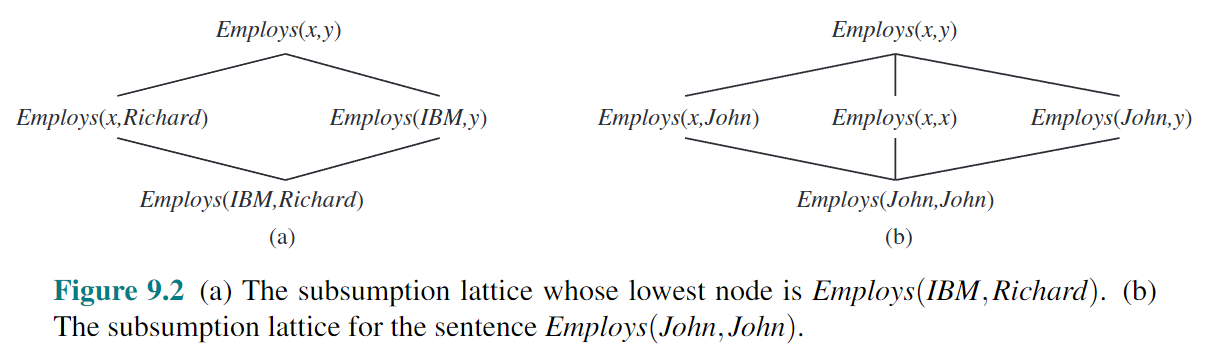 Employs(x,y) Employs(x,y)
Employs(x,Richard) Employs(IBM,y) Employs(x,John) Employs(x,x) Employs(John,y)
Employs(IBM,Richard) Employs(John,John)
(a) (b)
Figure 9.2 (a) The subsumption lattice whose lowest node is Employs(IBM,Richard). (b)
The subsumption lattice for the sentence Employs(John,John).